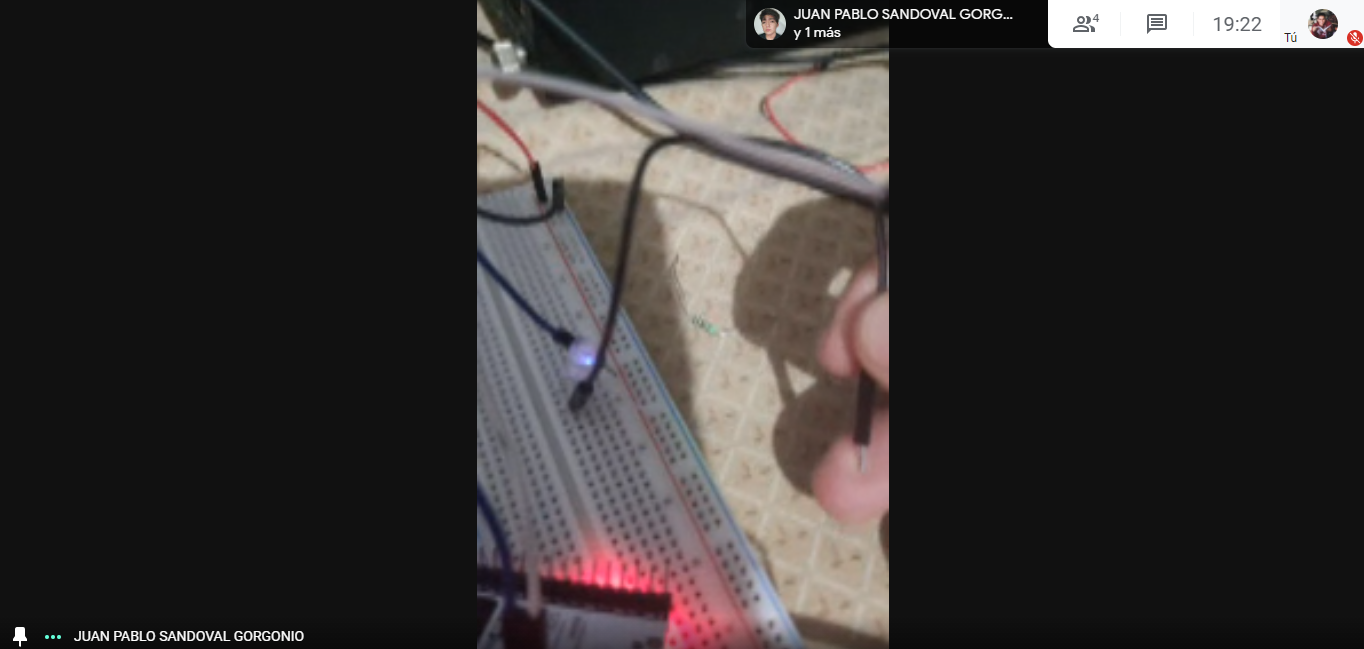 JUAN PABLO SANDOVAL GORG...
y 1 más
4
19:22
Tú
JUAN PABLO SANDOVAL GORGONIO